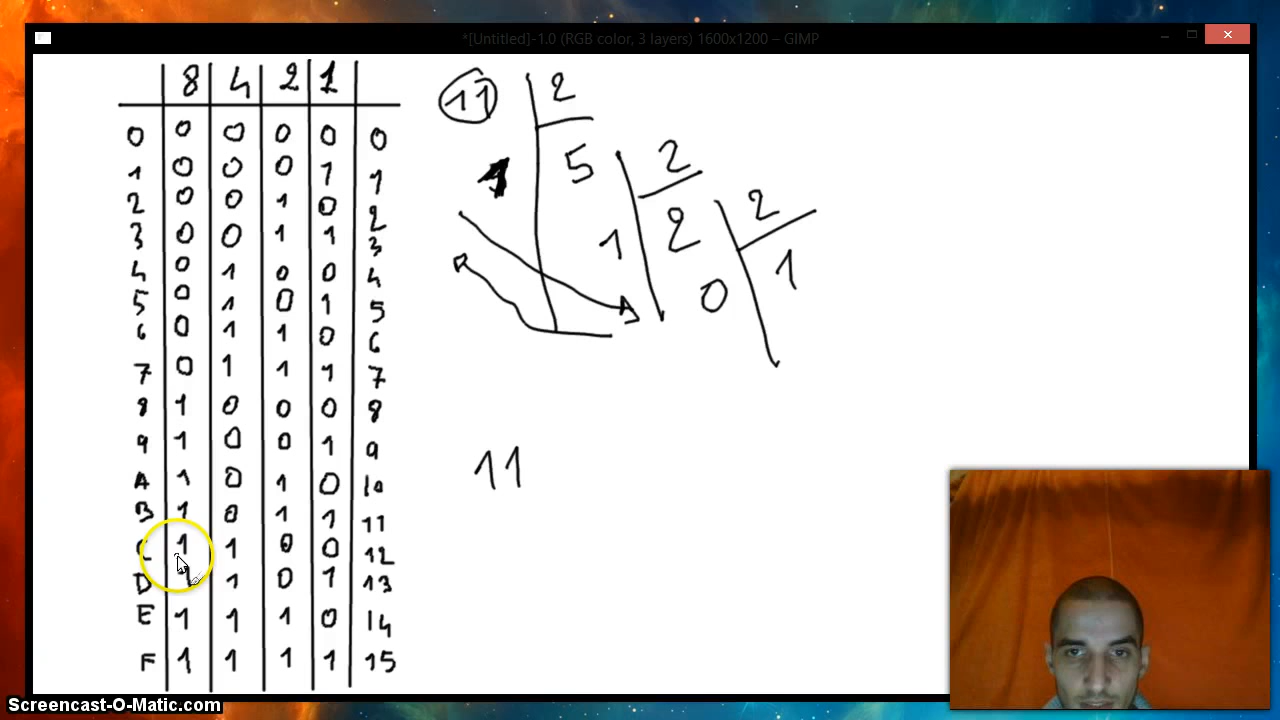 *[Untitled]-1.0 (RGB color, 3 layers) 1600x1200 – GIMP
8 4 2 1
0 0 0 0 0 0
1 0 0 0 1 1
2 0 0 1 0 2
3 0 0 1 1 3
4 0 1 0 0 4
5 0 1 0 1 5
6 0 1 1 0 6
7 0 1 1 1 7
8 1 0 0 0 8
9 1 0 0 1 9
A 1 0 1 0 10
B 1 0 1 1 11
C 1 1 0 0 12
D 1 1 0 1 13
E 1 1 1 0 14
F 1 1 1 1 15
11 2
1 5 2
1 2 2
0 1
11
Screencast-O-Matic.com